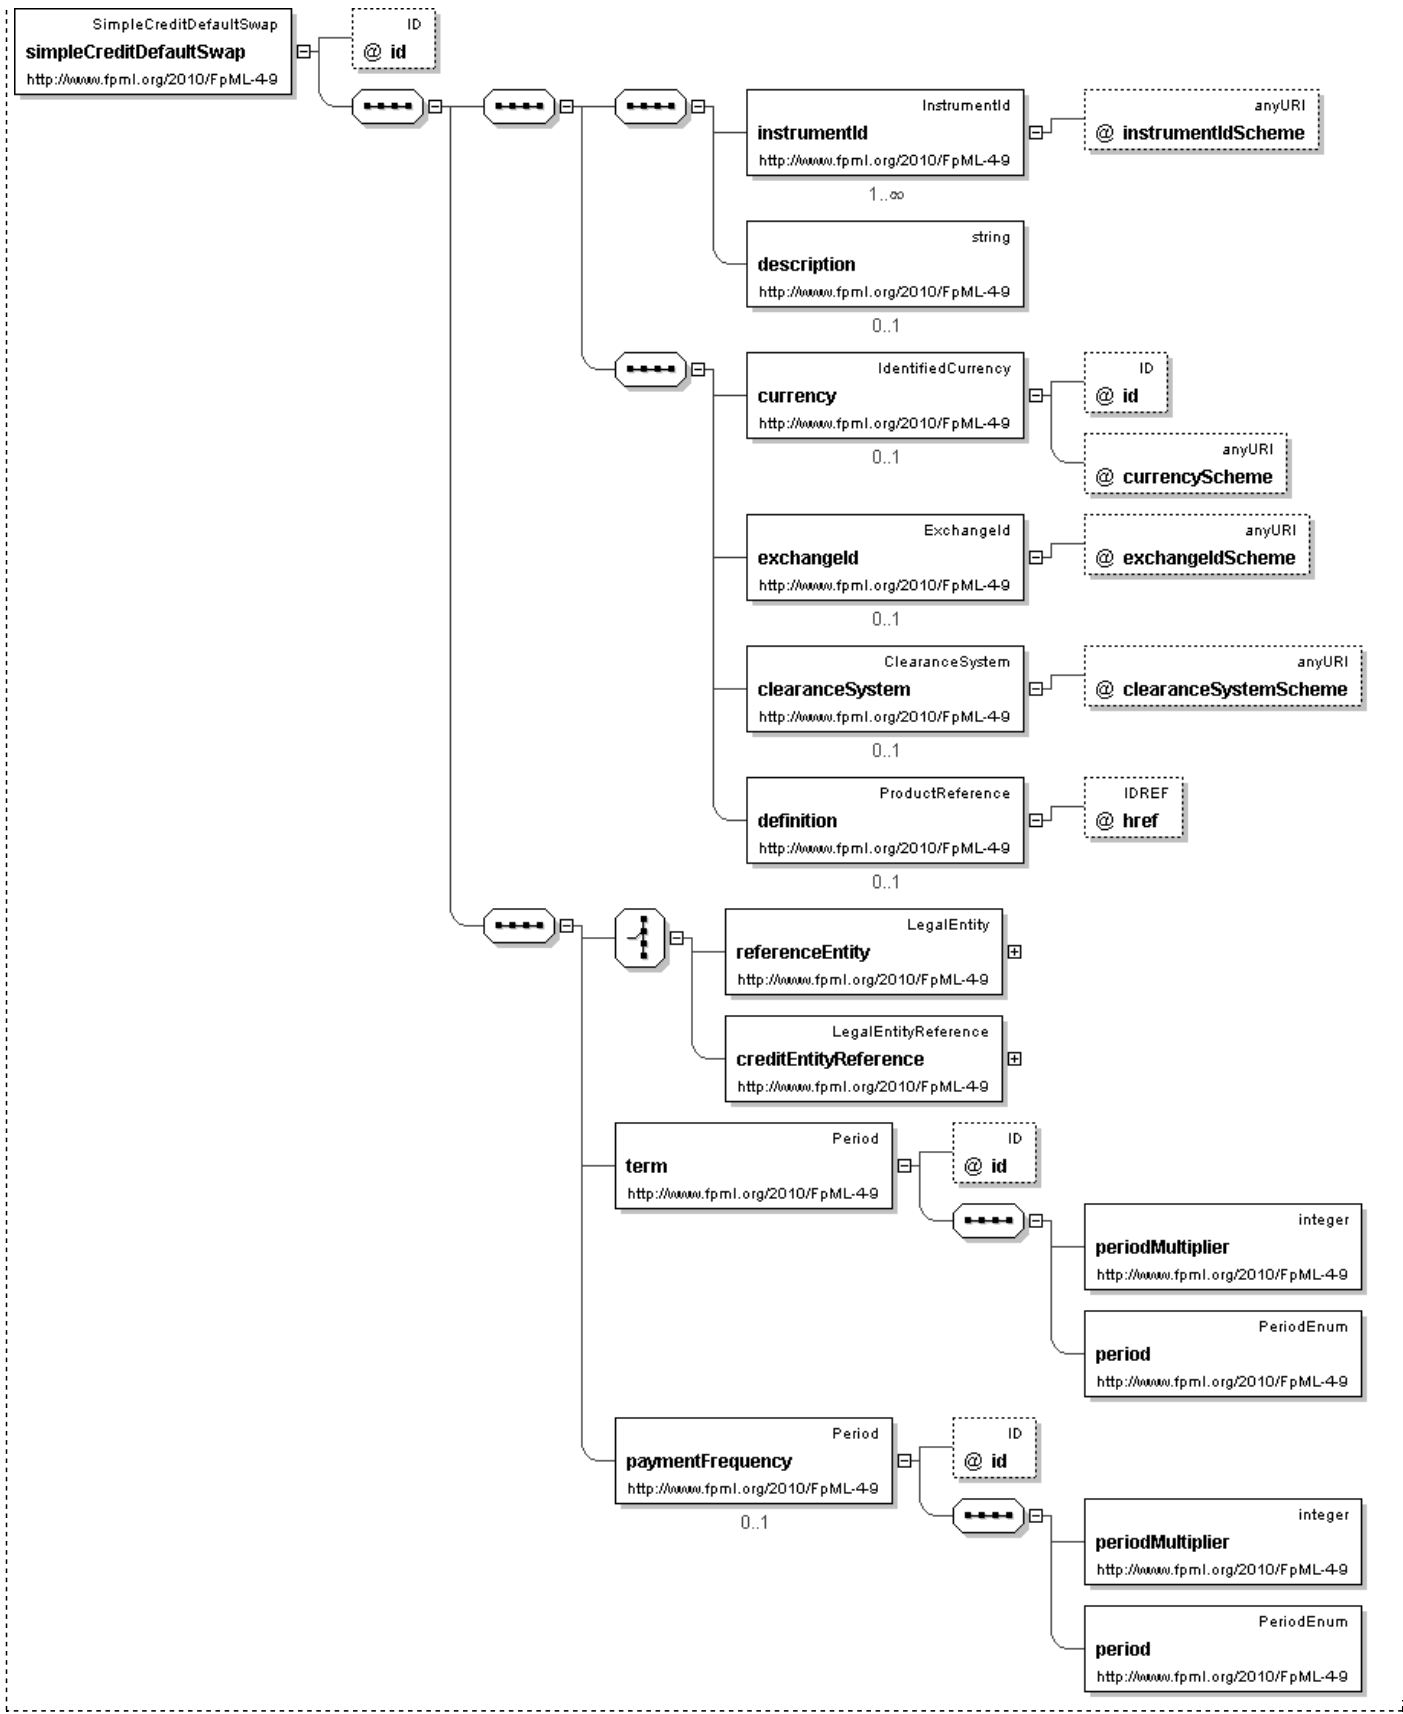 SimpleCreditDefaultSwap
simpleCreditDefaultSwap
http://www.fpml.org/2010/FpML-4-9
ID
@ id
InstrumentId
instrumentId
http://www.fpml.org/2010/FpML-4-9
1..∞
anyURI
@ instrumentIdScheme
string
description
http://www.fpml.org/2010/FpML-4-9
0..1
IdentifiedCurrency
currency
http://www.fpml.org/2010/FpML-4-9
0..1
ID
@ id
anyURI
@ currencyScheme
ExchangeId
exchangeId
http://www.fpml.org/2010/FpML-4-9
0..1
anyURI
@ exchangeIdScheme
ClearanceSystem
clearanceSystem
http://www.fpml.org/2010/FpML-4-9
0..1
anyURI
@ clearanceSystemScheme
ProductReference
definition
http://www.fpml.org/2010/FpML-4-9
0..1
IDREF
@ href
LegalEntity
referenceEntity
http://www.fpml.org/2010/FpML-4-9
LegalEntityReference
creditEntityReference
http://www.fpml.org/2010/FpML-4-9
Period
term
http://www.fpml.org/2010/FpML-4-9
ID
@ id
integer
periodMultiplier
http://www.fpml.org/2010/FpML-4-9
PeriodEnum
period
http://www.fpml.org/2010/FpML-4-9
Period
paymentFrequency
http://www.fpml.org/2010/FpML-4-9
0..1
ID
@ id
integer
periodMultiplier
http://www.fpml.org/2010/FpML-4-9
PeriodEnum
period
http://www.fpml.org/2010/FpML-4-9